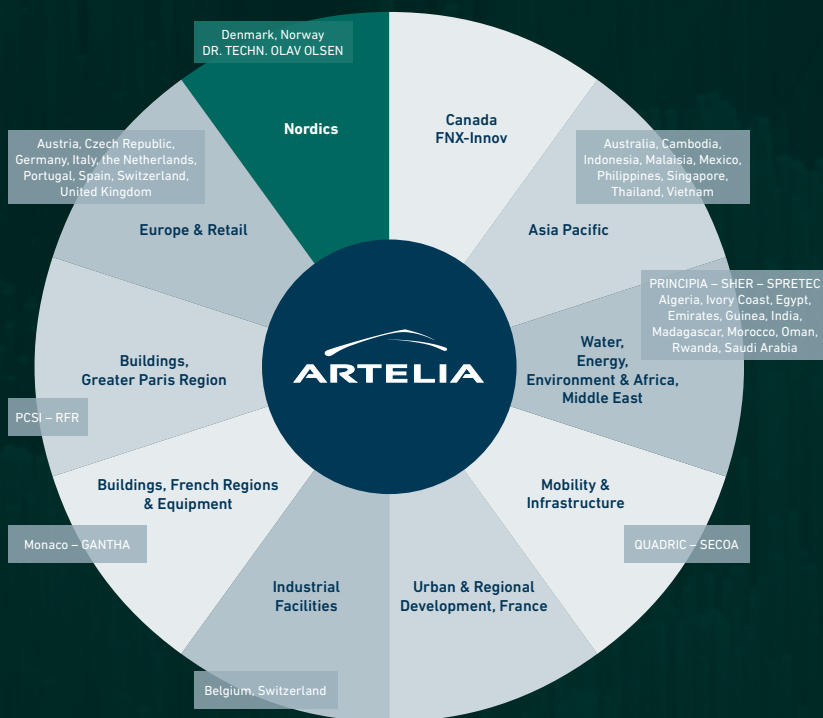 Denmark, Norway
DR. TECHN. OLAV OLSEN
Nordics
Canada
FNX-Innov
Australia, Cambodia,
Indonesia, Malaisia, Mexico,
Philippines, Singapore,
Thailand, Vietnam
Asia Pacific
PRINCIPIA – SHER – SPRETEC
Algeria, Ivory Coast, Egypt,
Emirates, Guinea, India,
Madagascar, Morocco, Oman,
Rwanda, Saudi Arabia
Water,
Energy,
Environment & Africa,
Middle East
Mobility &
Infrastructure
QUADRIC – SECOA
Urban & Regional
Development, France
Industrial
Facilities
Belgium, Switzerland
Buildings, French Regions
& Equipment
Monaco – GANTHA
Buildings,
Greater Paris Region
PCSI – RFR
Austria, Czech Republic,
Germany, Italy, the Netherlands,
Portugal, Spain, Switzerland,
United Kingdom
Europe & Retail
ARTELIA